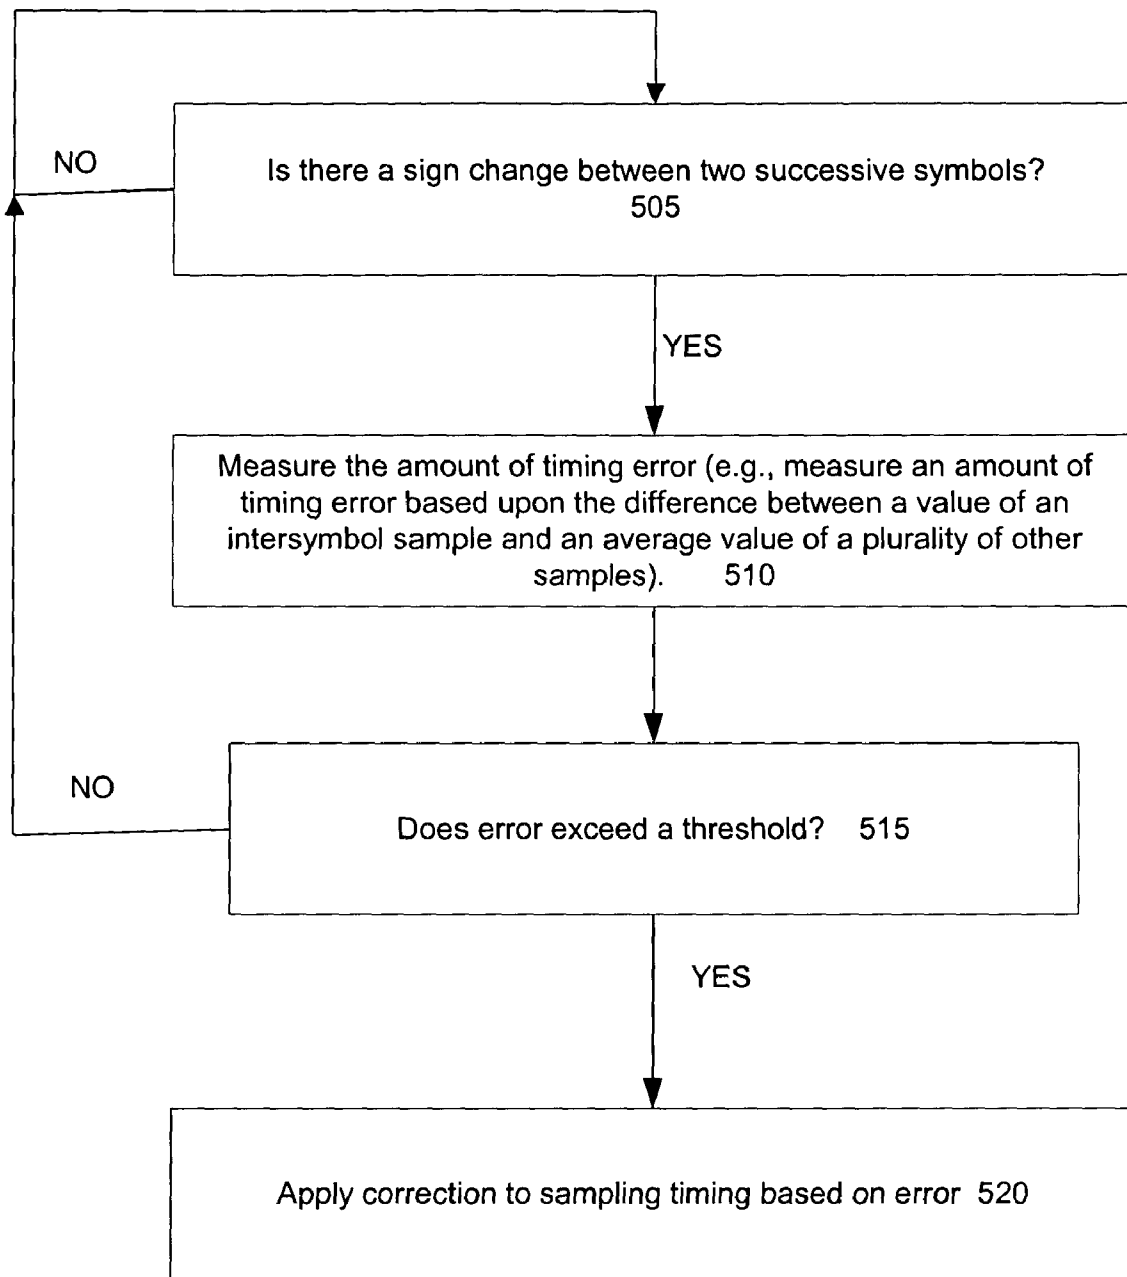 NO
Is there a sign change between two successive symbols?
505
YES
Measure the amount of timing error (e.g., measure an amount of
timing error based upon the difference between a value of an
intersymbol sample and an average value of a plurality of other
samples). 510
NO
Does error exceed a threshold? 515
YES
Apply correction to sampling timing based on error 520